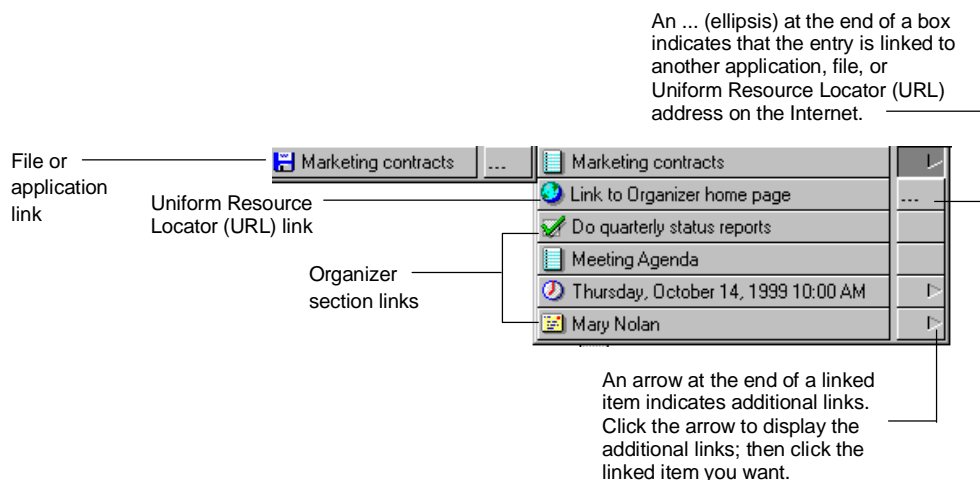 An ... (ellipsis) at the end of a box
indicates that the entry is linked to
another application, file, or
Uniform Resource Locator (URL)
address on the Internet.
File or
application
link
Marketing contracts ...
Marketing contracts
Uniform Resource
Locator (URL) link
Link to Organizer home page ...
Do quarterly status reports
Organizer
section links
Meeting Agenda
Thursday, October 14, 1999 10:00 AM
Mary Nolan
An arrow at the end of a linked
item indicates additional links.
Click the arrow to display the
additional links; then click the
linked item you want.